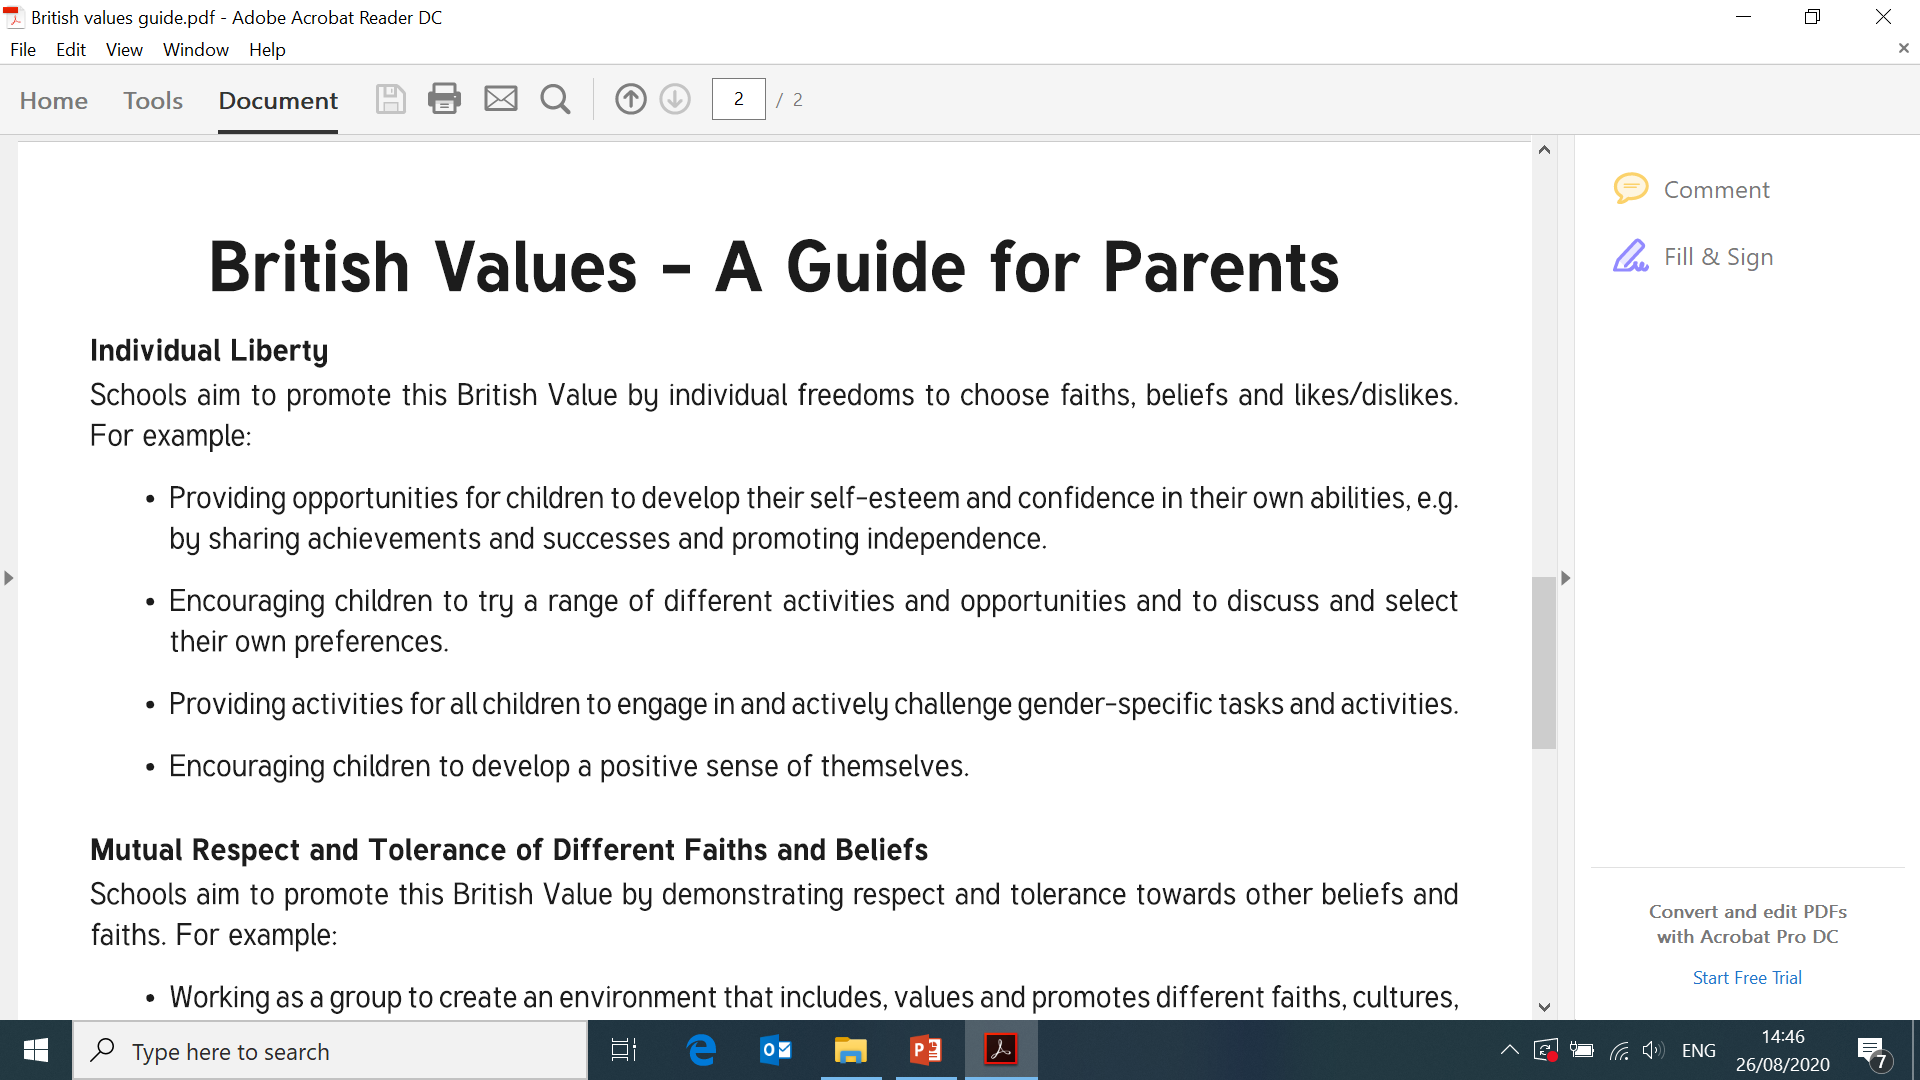 British values guide.pdf - Adobe Acrobat Reader DC
File Edit View Window Help
Home Tools Document 2 / 2
Comment
Fill & Sign
British Values - A Guide for Parents
Individual Liberty
Schools aim to promote this British Value by individual freedoms to choose faiths, beliefs and likes/dislikes.
For example:
• Providing opportunities for children to develop their self-esteem and confidence in their own abilities, e.g.
by sharing achievements and successes and promoting independence.
• Encouraging children to try a range of different activities and opportunities and to discuss and select
their own preferences.
• Providing activities for all children to engage in and actively challenge gender-specific tasks and activities.
• Encouraging children to develop a positive sense of themselves.
Mutual Respect and Tolerance of Different Faiths and Beliefs
Schools aim to promote this British Value by demonstrating respect and tolerance towards other beliefs and
faiths. For example:
• Working as a group to create an environment that includes, values and promotes different faiths, cultures,
Convert and edit PDFs
with Acrobat Pro DC
Start Free Trial
Type here to search
ENG
14:46
26/08/2020
7